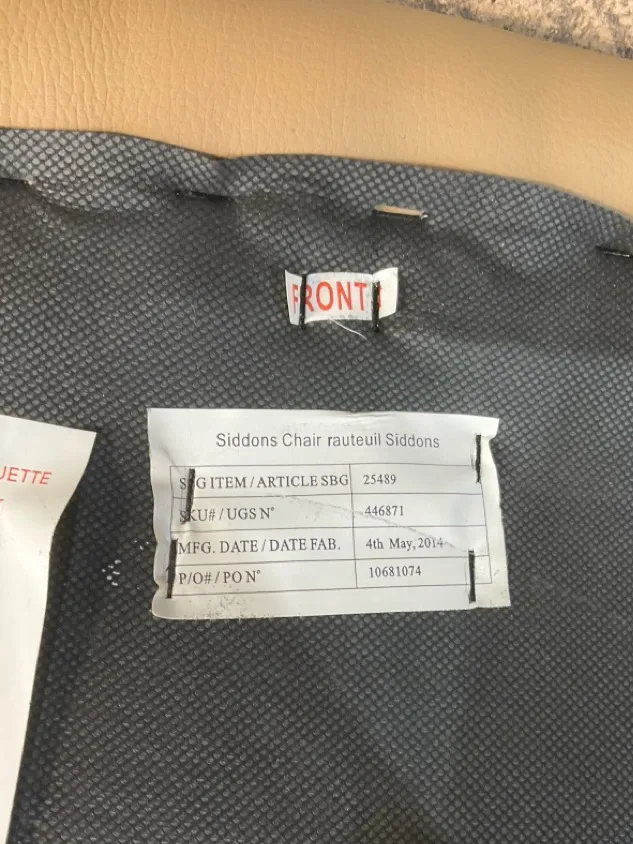 FRONT
UETTE
Siddons Chair rauteuil Siddons
SBG ITEM / ARTICLE SBG 25489
SKU# / UGS N° 446871
MFG. DATE / DATE FAB. 4th May, 2014
P/O# / PO N° 10681074